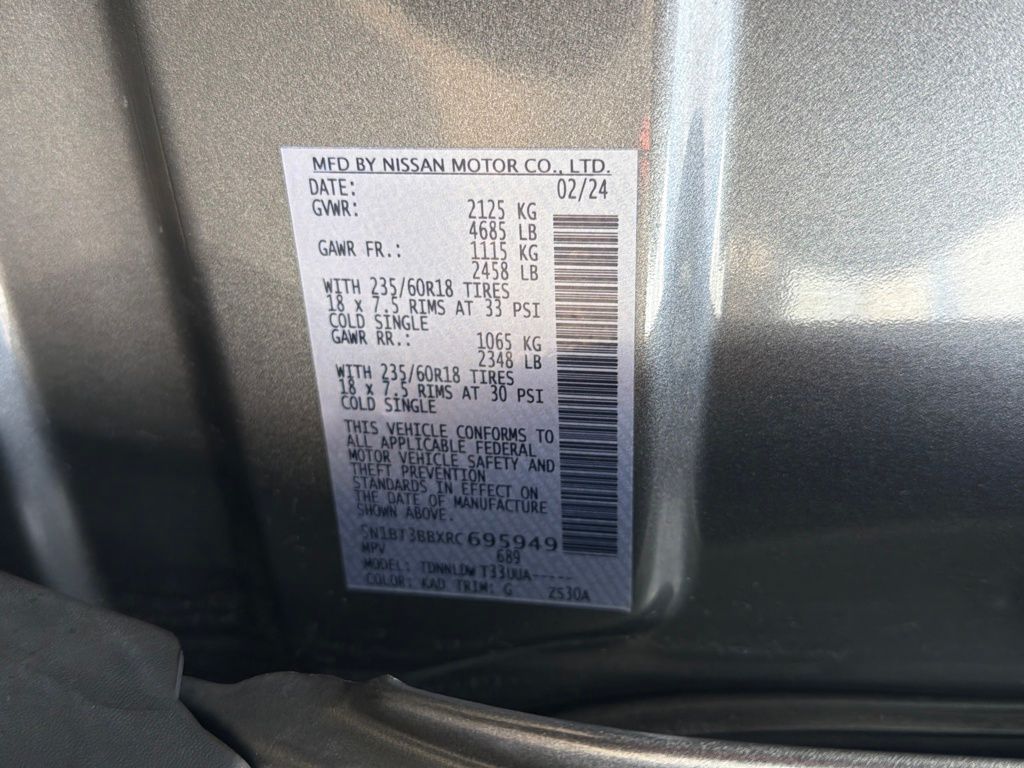 MFD BY NISSAN MOTOR CO., LTD.
DATE: 02/24
GVWR: 2125 KG
4685 LB
GAWR FR.: 1115 KG
2458 LB
WITH 235/60R18 TIRES
18 X 7.5 RIMS AT 33 PSI
COLD SINGLE
GAWR RR.: 1065 KG
2348 LB
WITH 235/60R18 TIRES
18 X 7.5 RIMS AT 30 PSI
COLD SINGLE
THIS VEHICLE CONFORMS TO
ALL APPLICABLE FEDERAL
MOTOR VEHICLE SAFETY AND
THEFT PREVENTION
STANDARDS IN EFFECT ON
THE DATE OF MANUFACTURE
SHOWN ABOVE.
5N1BT3BBXRC695949
MPV 689
MODEL: TDNNLDW T33UUA-----
COLOR: KAD TRIM: G ZS30A